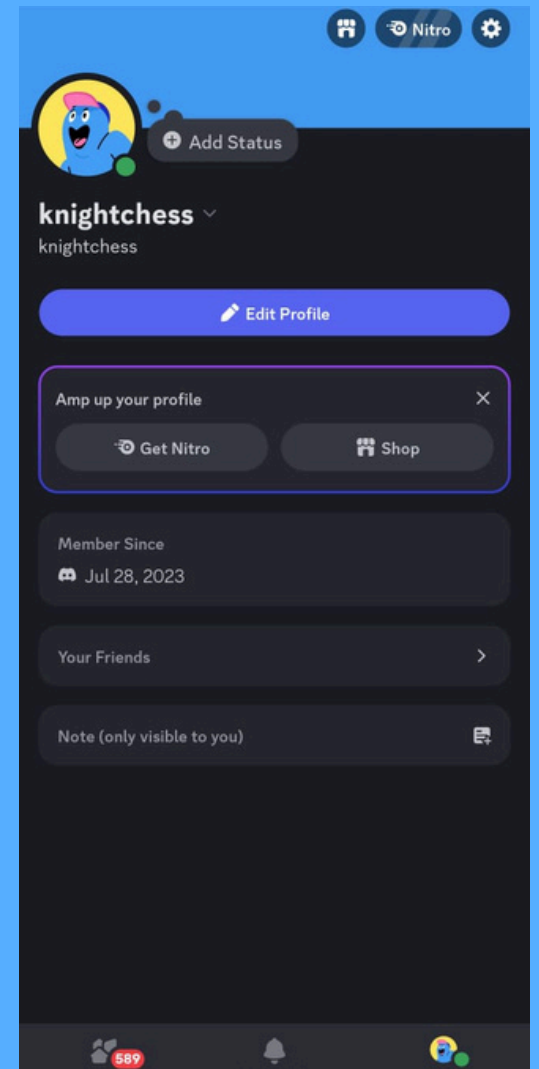 Nitro
Add Status
knightchess
knightchess
Edit Profile
Amp up your profile
Get Nitro
Shop
Member Since
Jul 28, 2023
Your Friends
Note (only visible to you)
589